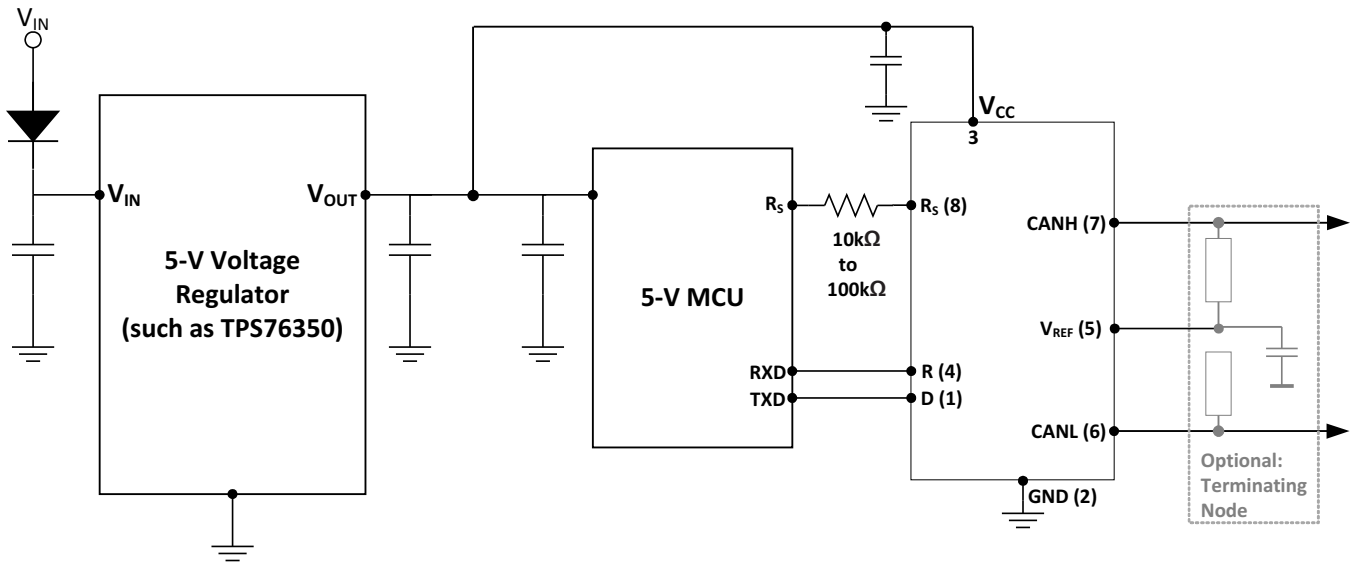 VIN
VIN
VOUT
5-V Voltage
Regulator
(such as TPS76350)
5-V MCU
RS
RXD
TXD
10kΩ
to
100kΩ
VCC
3
RS (8)
R (4)
D (1)
GND (2)
CANH (7)
VREF (5)
CANL (6)
Optional:
Terminating
Node